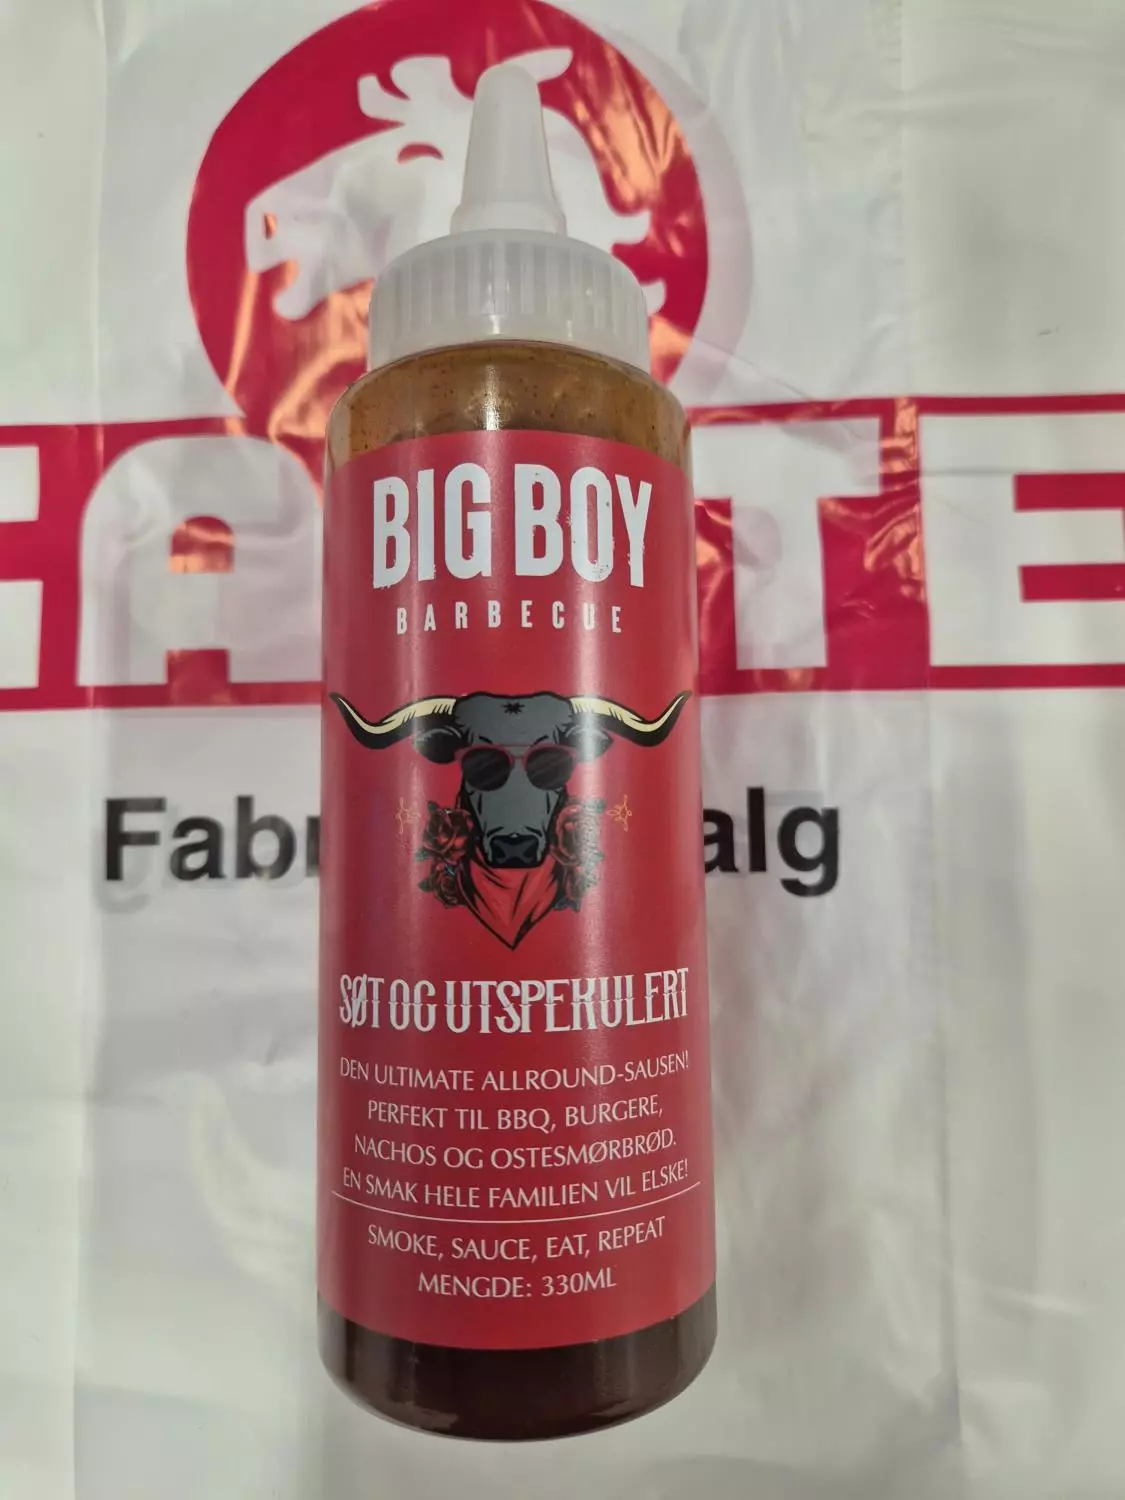 BIG BOY
BARBECUE
SØT OG UTSPEKULERT
DEN ULTIMATE ALLROUND-SAUSEN!
PERFEKT TIL BBQ, BURGERE,
NACHOS OG OSTESMØRBRØD.
EN SMAK HELE FAMILIEN VIL ELSKE!
SMOKE, SAUCE, EAT, REPEAT
MENGDE: 330ML